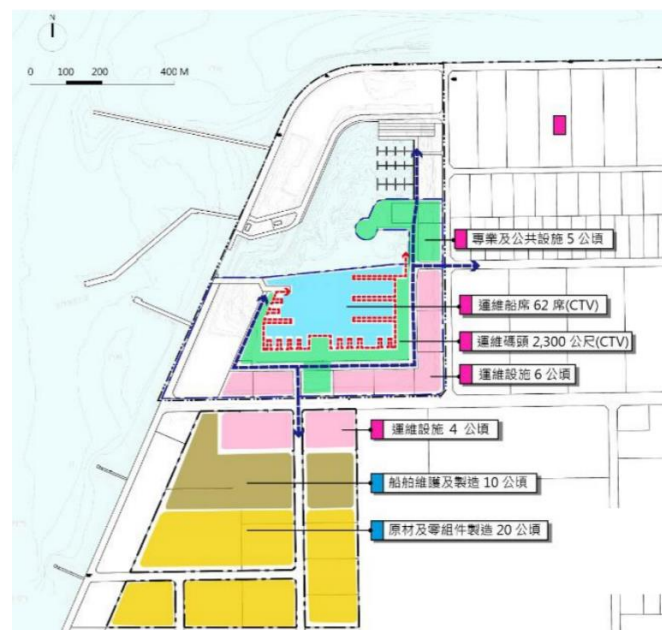 N
0 100 200 400 M
專業及公共設施 5 公頃
運維船席 62 席(CTV)
運維碼頭 2,300 公尺(CTV)
運維設施 6 公頃
運維設施 4 公頃
船舶維護及製造 10 公頃
原材及零組件製造 20 公頃